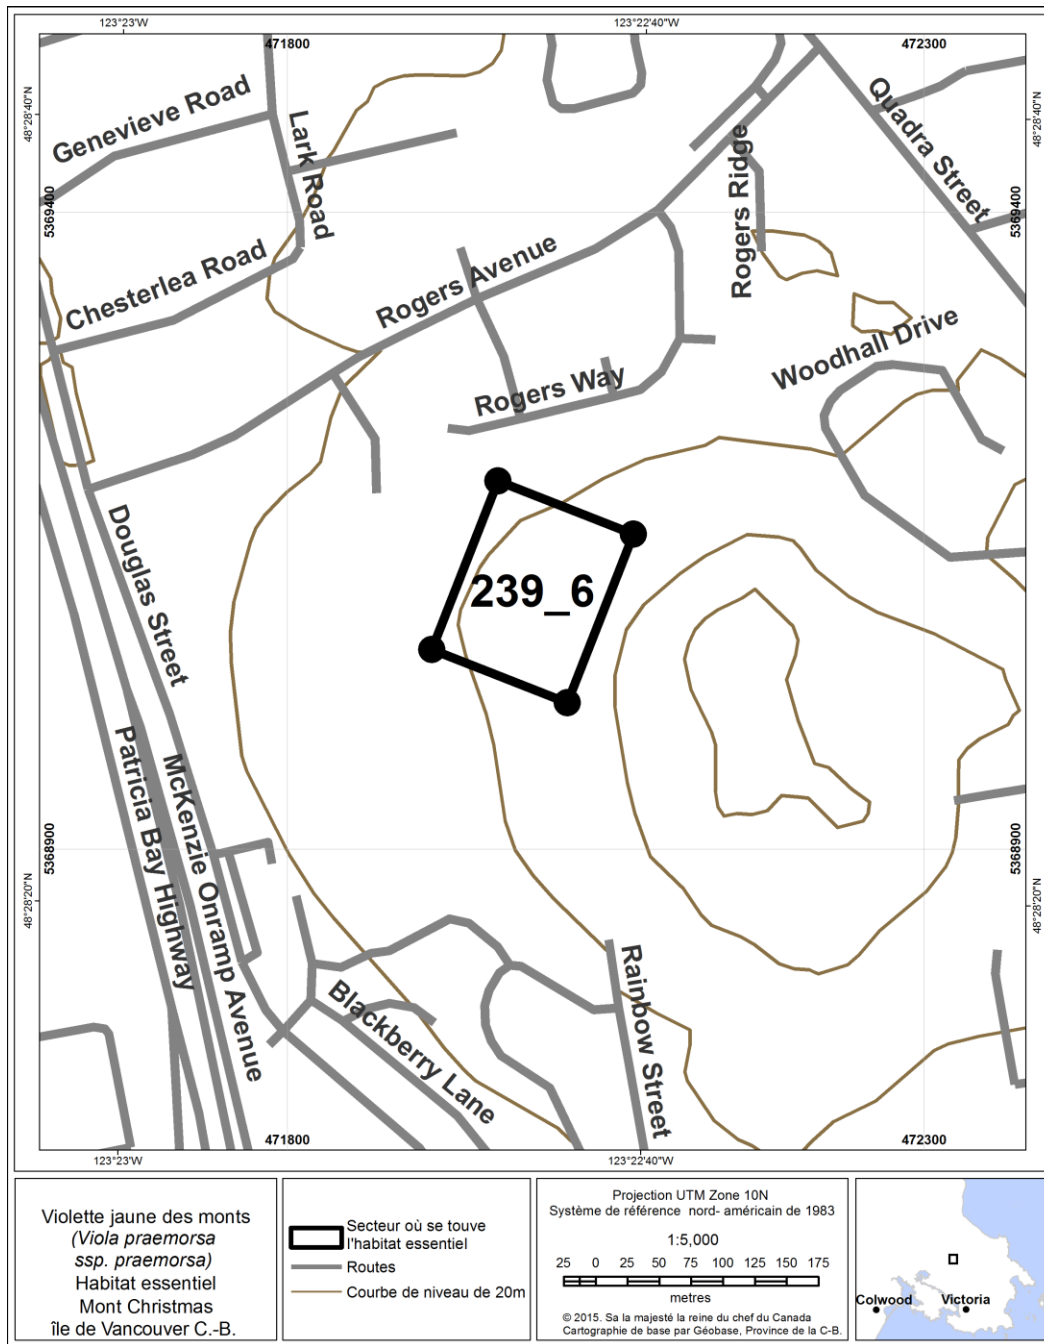 123°23'W
123°22'40"W
471800
472300
48°28'40"N
48°28'40"N
Genevieve Road
Lark Road
Quadra Street
Rogers Ridge
5369400
5369400
Chesterlea Road
Rogers Avenue
Woodhall Drive
Rogers Way
Douglas Street
239_6
Patricia Bay Highway
McKenzie Onramp Avenue
5368900
5368900
48°28'20"N
48°28'20"N
Blackberry Lane
Rainbow Street
471800
472300
123°23'W
123°22'40"W
Violette jaune des monts
(Viola praemorsa
ssp. praemorsa)
Habitat essentiel
Mont Christmas
île de Vancouver C.-B.
Secteur où se touve
l'habitat essentiel
Routes
Courbe de niveau de 20m
Projection UTM Zone 10N
Système de référence nord- américain de 1983
1:5,000
25 0 25 50 75 100 125 150 175
metres
© 2015. Sa la majesté la reine du chef du Canada
Cartographie de base par Géobase, Province de la C-B.
Colwood
Victoria